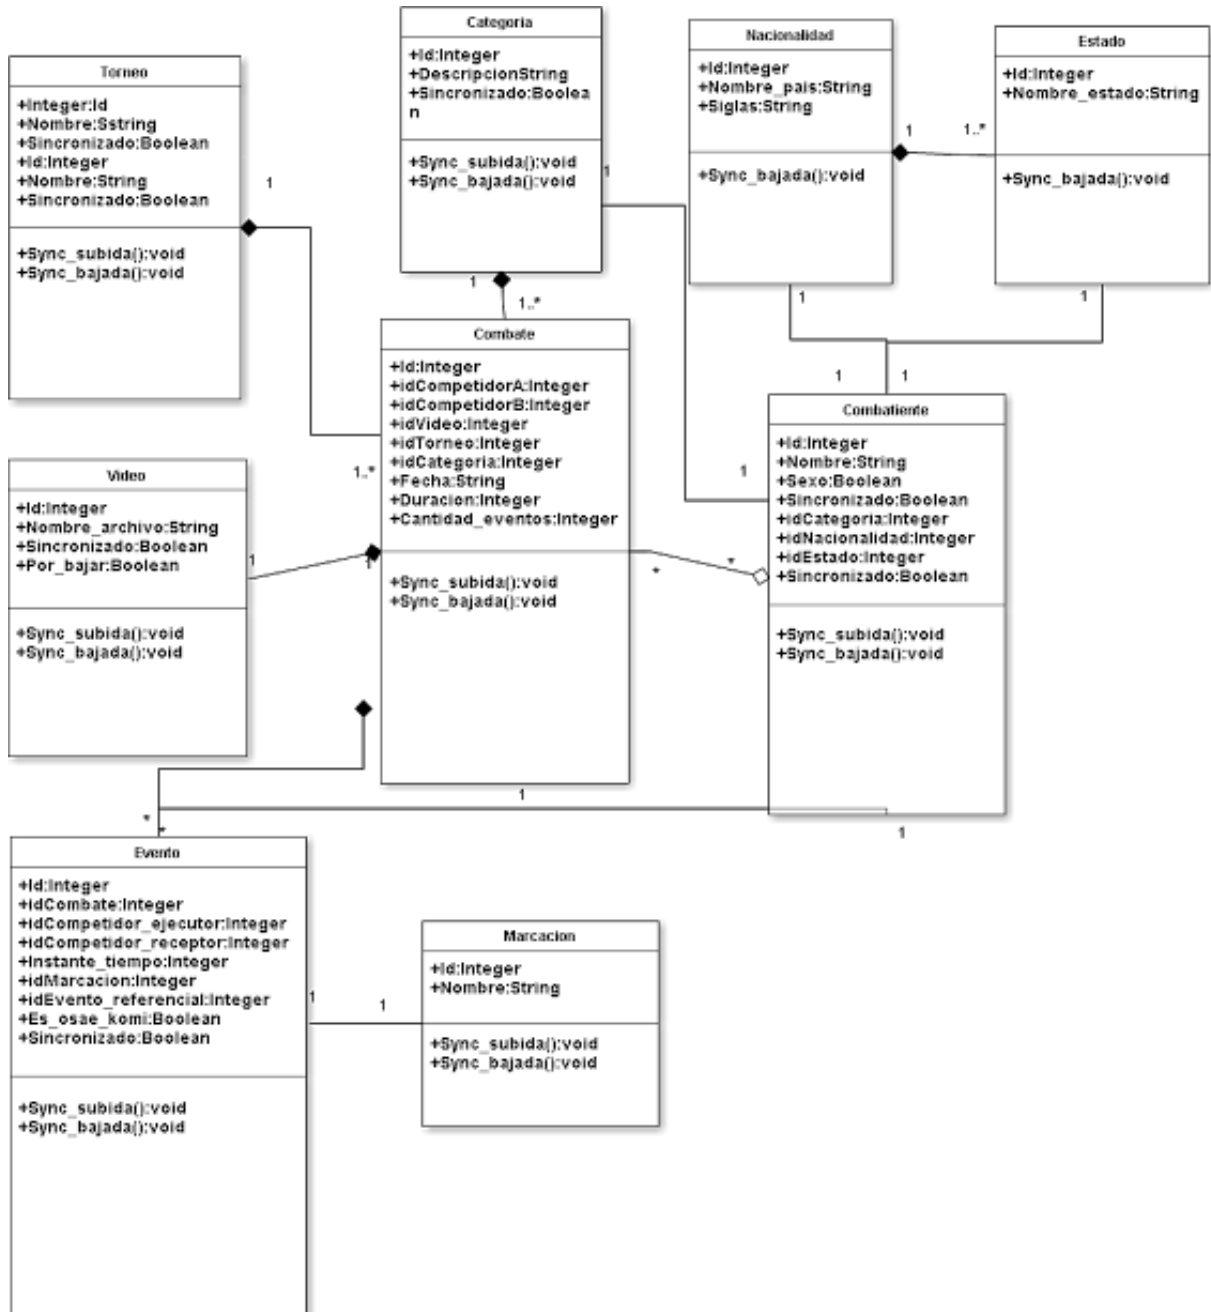 Torneo
+Integer:Id
+Nombre:Sstring
+Sincronizado:Boolean
+Id:Integer
+Nombre:String
+Sincronizado:Boolean
+Sync_subida():void
+Sync_bajada():void
1
Categoria
+Id:Integer
+DescripcionString
+Sincronizado:Boolea
n
+Sync_subida():void
+Sync_bajada():void
1
1
1..*
Nacionalidad
+Id:Integer
+Nombre_pais:String
+Siglas:String
+Sync_bajada():void
1
1..*
1
Estado
+Id:Integer
+Nombre_estado:String
+Sync_bajada():void
1
Combate
+Id:Integer
+idCompetidorA:Integer
+idCompetidorB:Integer
+idVideo:Integer
+idTorneo:Integer
+idCategoria:Integer
+Fecha:String
+Duracion:Integer
+Cantidad_eventos:Integer
+Sync_subida():void
+Sync_bajada():void
1..*
1
1
*
*
1
1
1
Combatiente
+Id:Integer
+Nombre:String
+Sexo:Boolean
+Sincronizado:Boolean
+idCategoria:Integer
+idNacionalidad:Integer
+idEstado:Integer
+Sincronizado:Boolean
+Sync_subida():void
+Sync_bajada():void
Video
+Id:Integer
+Nombre_archivo:String
+Sincronizado:Boolean
+Por_bajar:Boolean
+Sync_subida():void
+Sync_bajada():void
1
1
*
*
Evento
+Id:Integer
+idCombate:Integer
+idCompetidor_ejecutor:Integer
+idCompetidor_receptor:Integer
+Instante_tiempo:Integer
+idMarcacion:Integer
+idEvento_referencial:Integer
+Es_osae_komi:Boolean
+Sincronizado:Boolean
+Sync_subida():void
+Sync_bajada():void
1
1
Marcacion
+Id:Integer
+Nombre:String
+Sync_subida():void
+Sync_bajada():void